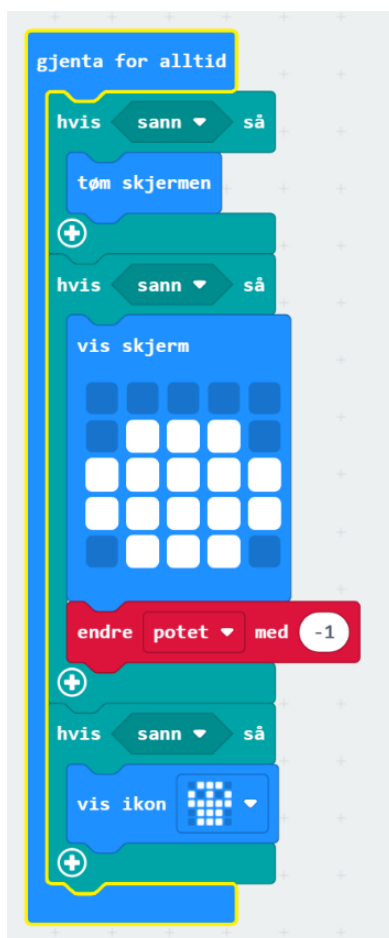 gjenta for alltid
hvis sann så
tøm skjermen
hvis sann så
vis skjerm
endre potet med -1
hvis sann så
vis ikon